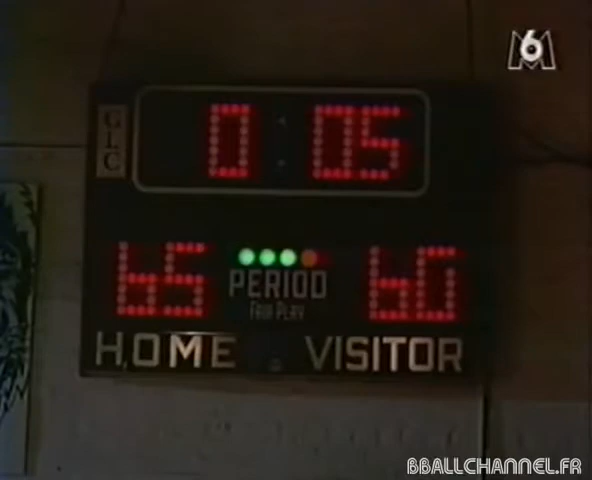 M6
GLC
0:05
65 60
PERIOD
FAIR PLAY
HOME VISITOR
BBALLCHANNEL.FR